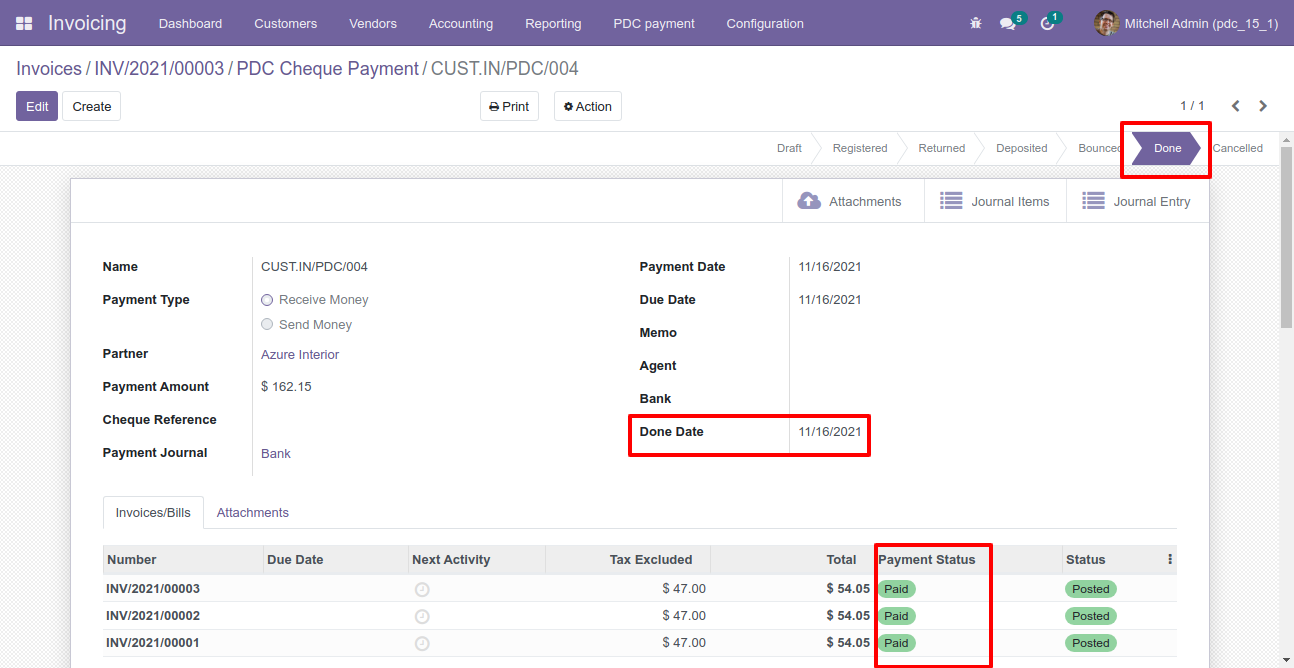 Invoicing Dashboard Customers Vendors Accounting Reporting PDC payment Configuration 5 1 Mitchell Admin (pdc_15_1)
Invoices / INV/2021/00003 / PDC Cheque Payment / CUST.IN/PDC/004
Edit Create Print Action 1 / 1
Draft Registered Returned Deposited Bounced Done Cancelled
Attachments Journal Items Journal Entry
Name CUST.IN/PDC/004 Payment Date 11/16/2021
Payment Type Receive Money Due Date 11/16/2021
Send Money Memo
Partner Azure Interior Agent
Payment Amount $ 162.15 Bank
Cheque Reference Done Date 11/16/2021
Payment Journal Bank
Invoices/Bills Attachments
Number Due Date Next Activity Tax Excluded Total Payment Status Status
INV/2021/00003 $ 47.00 $ 54.05 Paid Posted
INV/2021/00002 $ 47.00 $ 54.05 Paid Posted
INV/2021/00001 $ 47.00 $ 54.05 Paid Posted